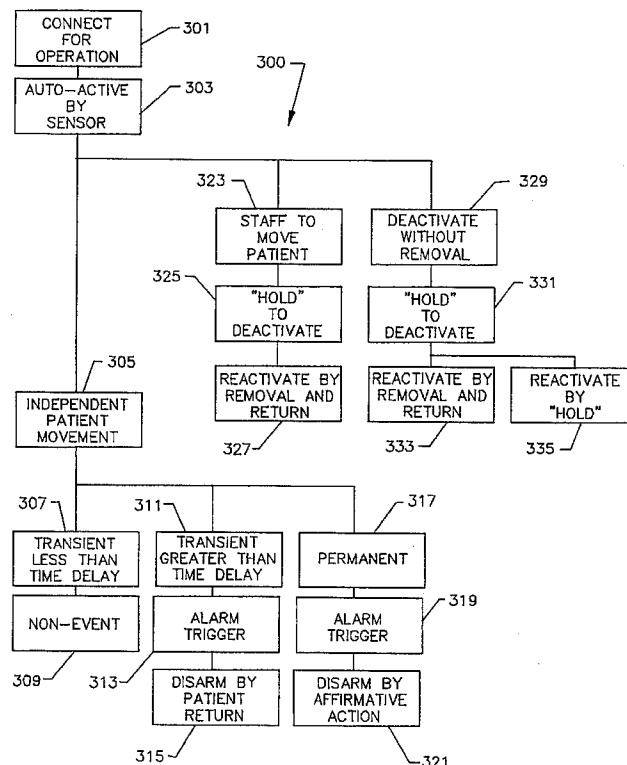 CONNECT
FOR
OPERATION
301
AUTO-ACTIVE
BY
SENSOR
303
300
323
STAFF TO
MOVE
PATIENT
325
"HOLD"
TO
DEACTIVATE
REACTIVATE BY
REMOVAL AND
RETURN
327
329
DEACTIVATE
WITHOUT
REMOVAL
"HOLD"
TO
DEACTIVATE
331
REACTIVATE BY
REMOVAL AND
RETURN
333
REACTIVATE
BY
"HOLD"
335
305
INDEPENDENT
PATIENT
MOVEMENT
307
TRANSIENT
LESS THAN
TIME DELAY
NON-EVENT
309
311
TRANSIENT
GREATER THAN
TIME DELAY
ALARM
TRIGGER
313
DISARM BY
PATIENT
RETURN
315
317
PERMANENT
ALARM
TRIGGER
319
DISARM BY
AFFIRMATIVE
ACTION
321